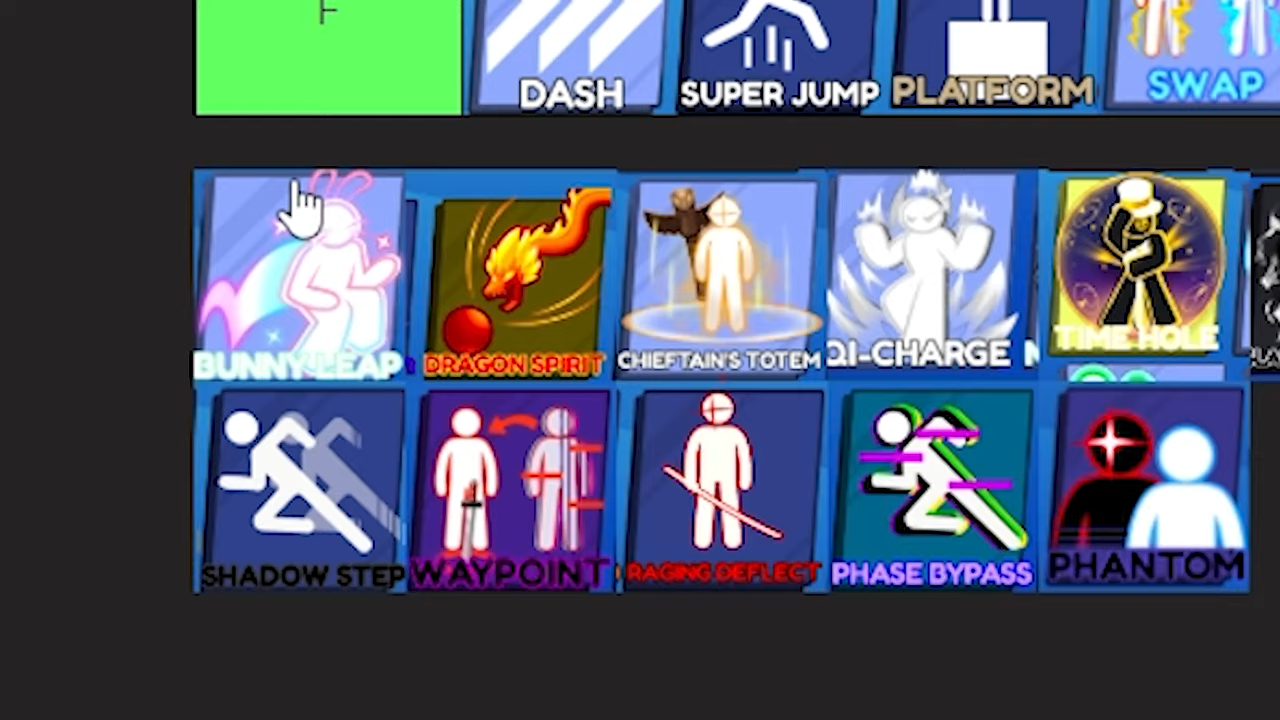 F
DASH
SUPER JUMP
PLATFORM
SWAP
BUNNY LEAP
DRAGON SPIRIT
CHIEFTAIN'S TOTEM
QI-CHARGE
TIME HOLE
SHADOW STEP
WAYPOINT
RAGING DEFLECT
PHASE BYPASS
PHANTOM